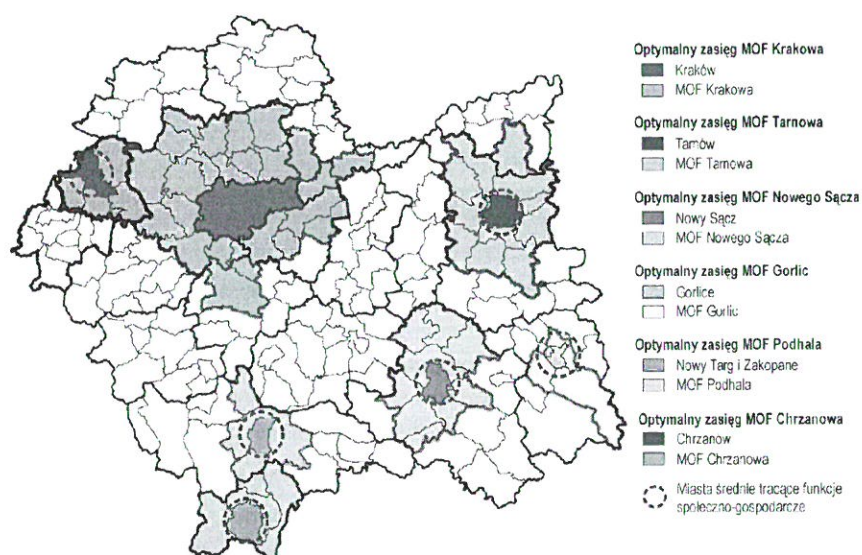 Optymalny zasięg MOF Krakowa
Kraków
MOF Krakowa
Optymalny zasięg MOF Tarnowa
Tarnów
MOF Tarnowa
Optymalny zasięg MOF Nowego Sącza
Nowy Sącz
MOF Nowego Sącza
Optymalny zasięg MOF Gorlic
Gorlice
MOF Gorlic
Optymalny zasięg MOF Podhala
Nowy Targ i Zakopane
MOF Podhala
Optymalny zasięg MOF Chrzanowa
Chrzanow
MOF Chrzanowa
Miasta średnie tracące funkcje
społeczno-gospodarcze